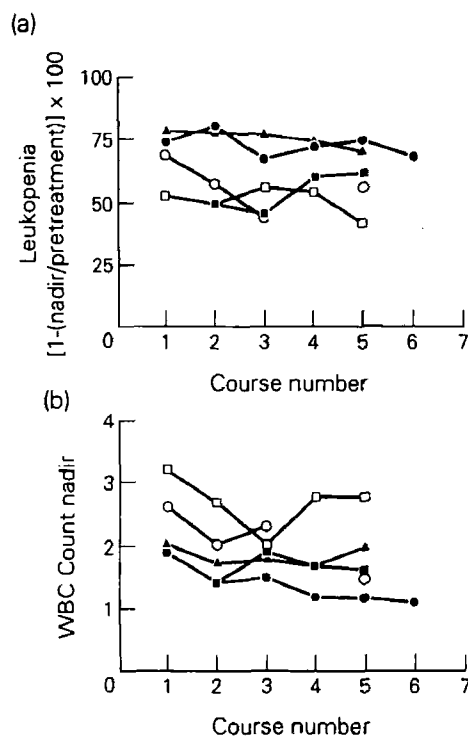 (a)
Leukopenia
[1-(nadir/pretreatment)] x 100
100
75
50
25
0
1 2 3 4 5 6 7
Course number
(b)
WBC Count nadir
4
3
2
1
0
1 2 3 4 5 6 7
Course number